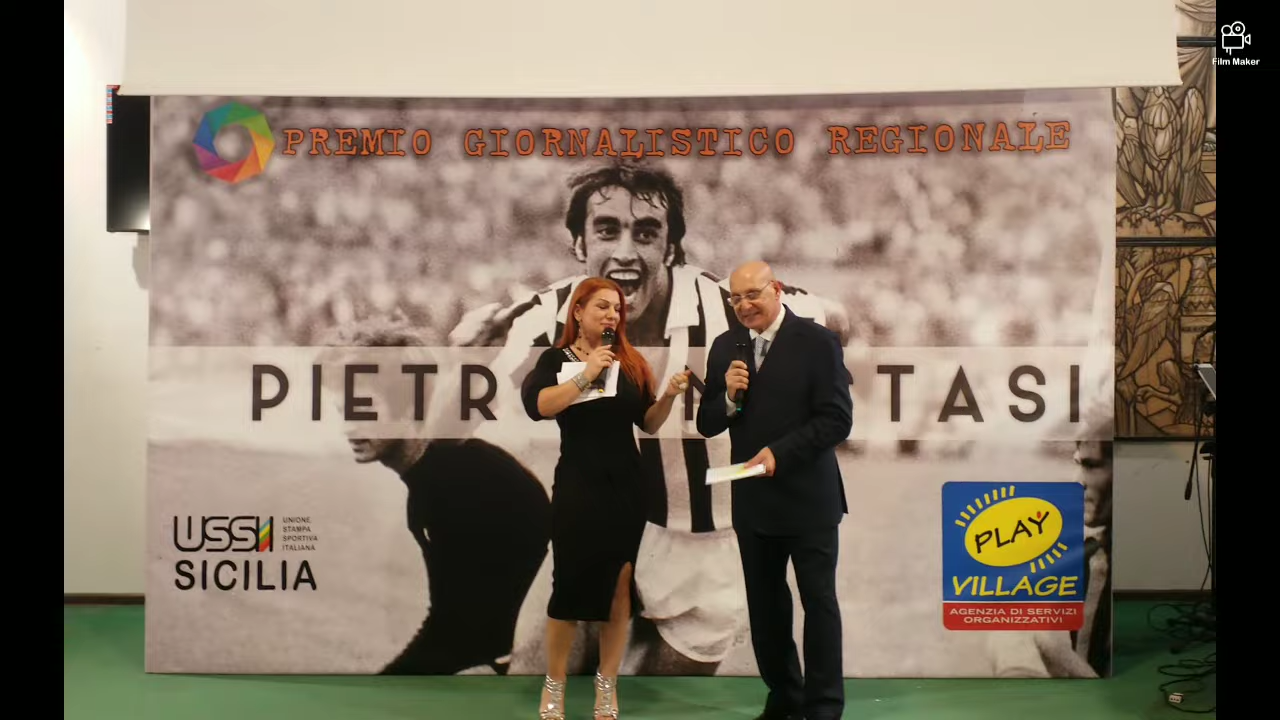 Film Maker
PREMIO GIORNALISTICO REGIONALE
PIETR N TASI
USSI
UNIONE
STAMPA
SPORTIVA
ITALIANA
SICILIA
PLAY
VILLAGE
AGENZIA DI SERVIZI
ORGANIZZATIVI